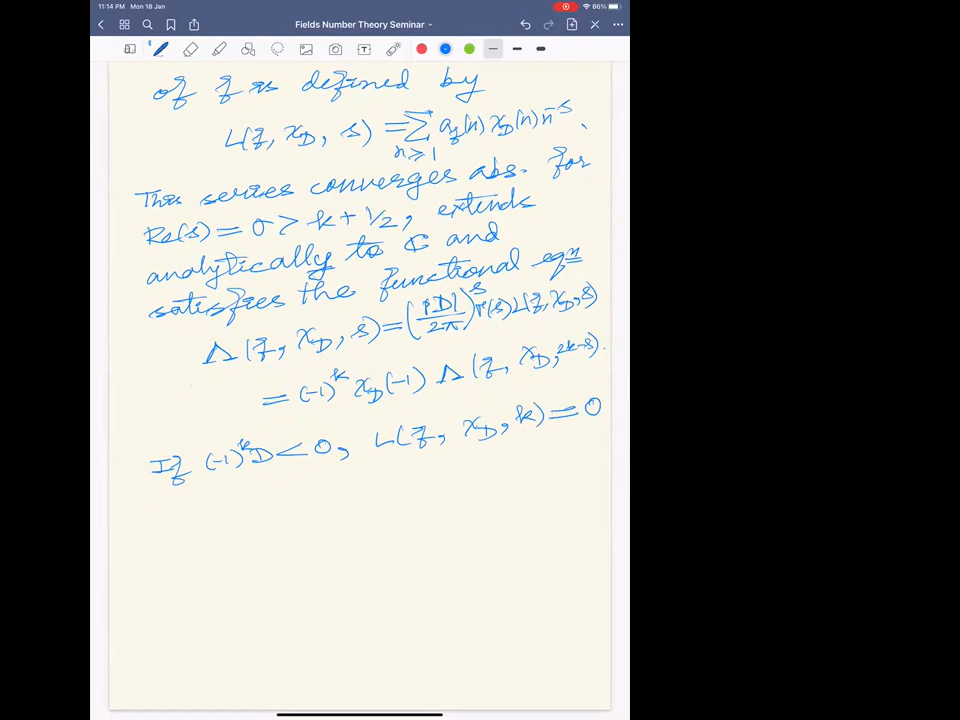 11:14 PM Mon 18 Jan
86%
Fields Number Theory Seminar
of f is defined by
L(f, χ_D, s) = Σ_{n≥1} a_f(n) χ_D(n) n^{-s}.
This series converges abs. for
Re(s) = σ > k + 1/2, extends
analytically to ℂ and
satisfies the functional eqn
Λ(f, χ_D, s) = (|D|/2π)^s Γ(s) L(f, χ_D, s)
= (-1)^k χ_D(-1) Λ(f, χ_D, 2k-s).
If (-1)^k D < 0, L(f, χ_D, k) = 0